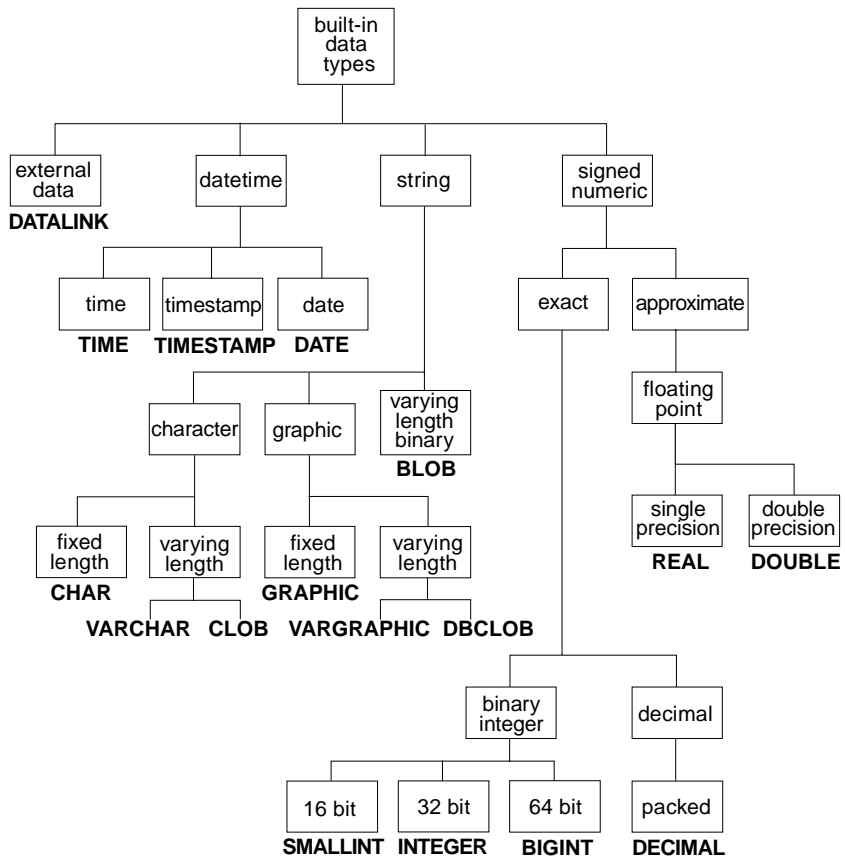 built-in
data
types
external
data
DATALINK
datetime
string
signed
numeric
time
TIME
timestamp
TIMESTAMP
date
DATE
exact
approximate
character
graphic
varying
length
binary
BLOB
floating
point
fixed
length
CHAR
varying
length
VARCHAR CLOB
fixed
length
GRAPHIC
varying
length
VARGRAPHIC DBCLOB
single
precision
REAL
double
precision
DOUBLE
binary
integer
decimal
16 bit
SMALLINT
32 bit
INTEGER
64 bit
BIGINT
packed
DECIMAL